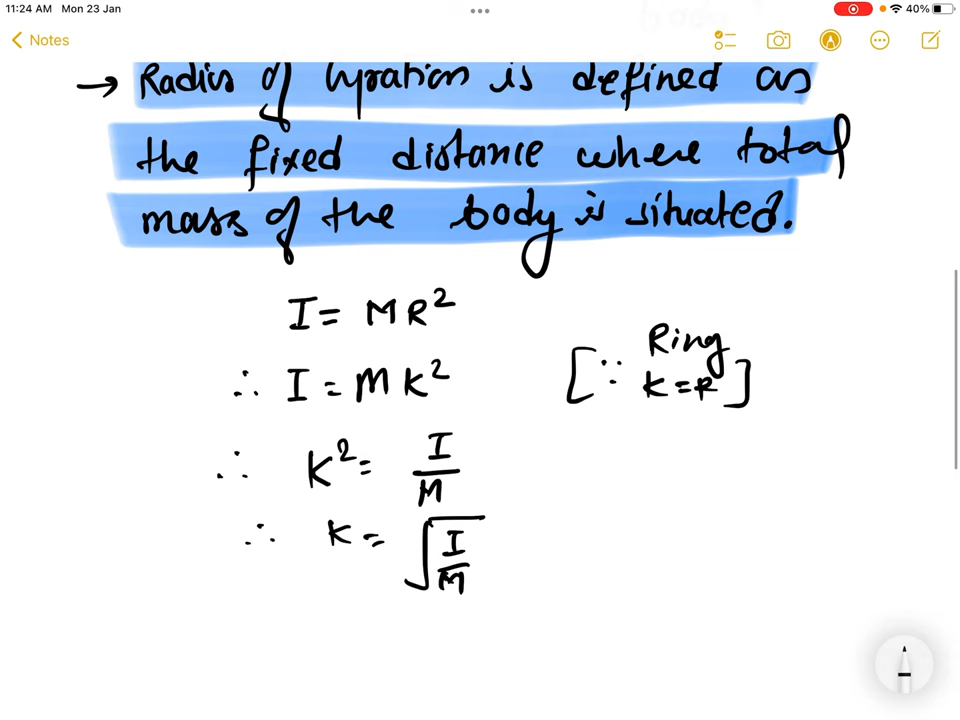 11:24 AM Mon 23 Jan
40%
Notes
→ Radius of Gyration is defined as
the fixed distance where total
mass of the body is situated.
I = MR²
∴ I = MK² [∵ Ring K = R]
∴ K² = I/M
∴ K = √(I/M)